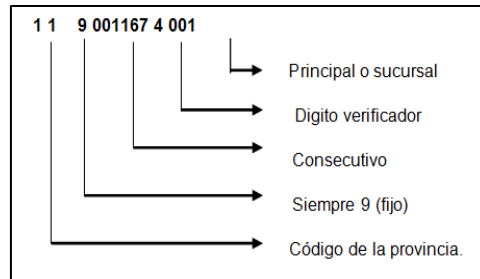 1 1 9 001167 4 001
Principal o sucursal
Digito verificador
Consecutivo
Siempre 9 (fijo)
Código de la provincia.